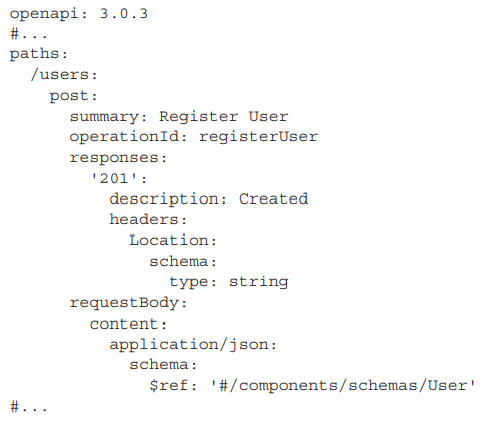 openapi: 3.0.3
#...
paths:
  /users:
    post:
      summary: Register User
      operationId: registerUser
      responses:
        '201':
          description: Created
          headers:
            Location:
              schema:
                type: string
      requestBody:
        content:
          application/json:
            schema:
              $ref: '#/components/schemas/User'
#...